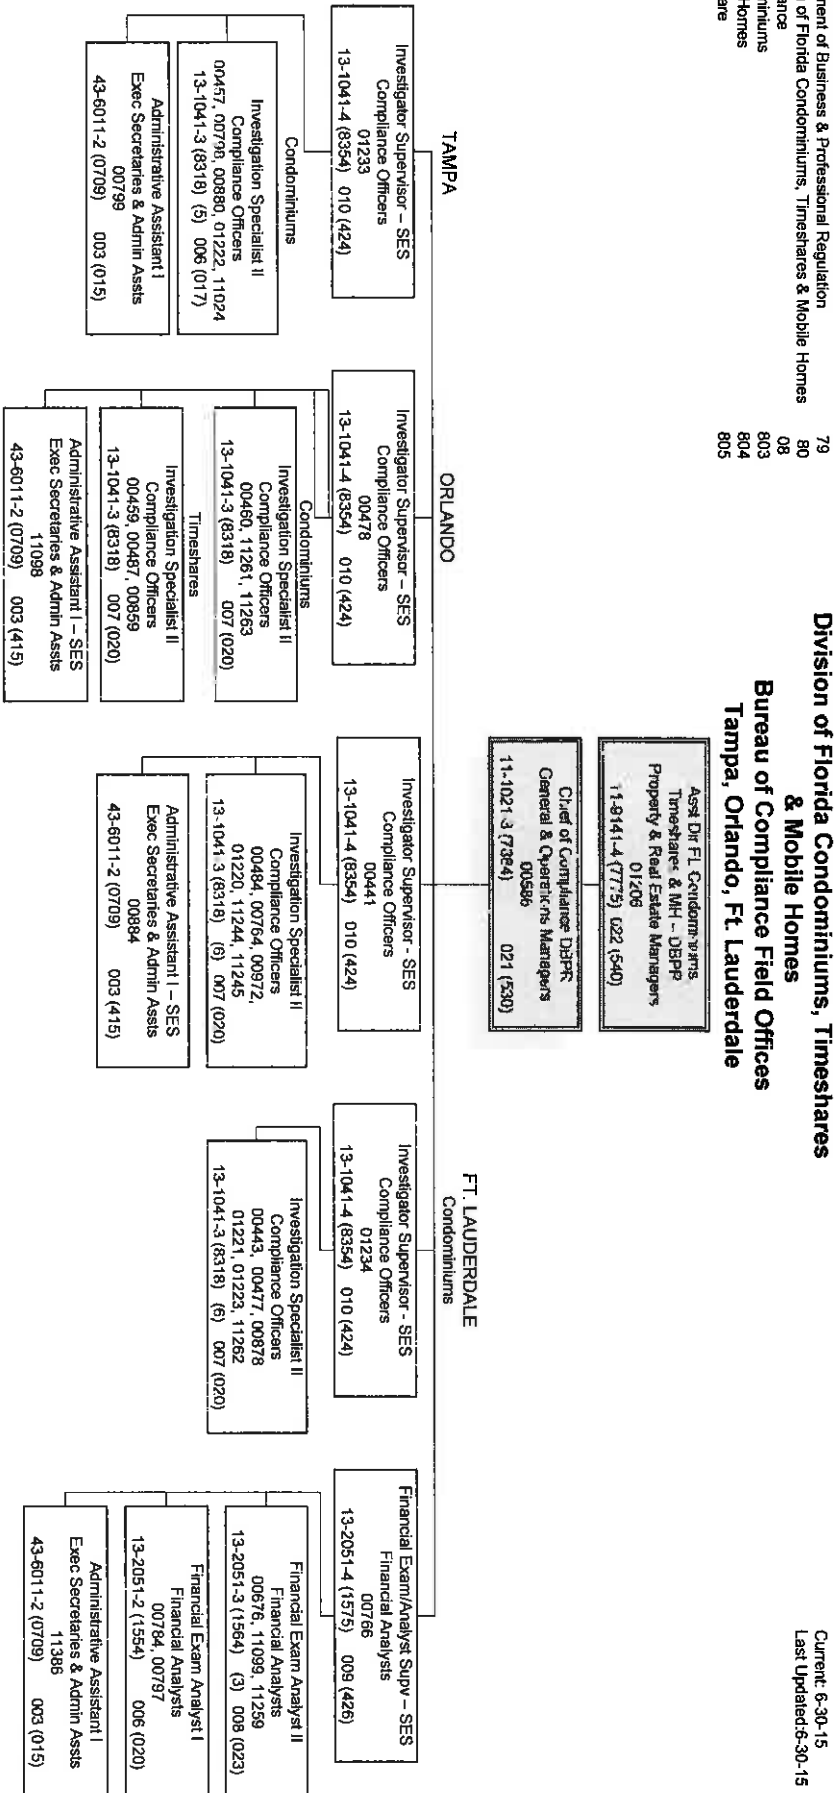 ment of Business & Professional Regulation 79
of Florida Condominiums, Timeshares & Mobile Homes 80
08
803
804
805
Division of Florida Condominiums, Timeshares
& Mobile Homes
Bureau of Compliance Field Offices
Tampa, Orlando, Ft. Lauderdale
Current: 6-30-15
Last Updated:6-30-15
Asst Dir FL Condominiums
Timeshares & MH – DBPR
Property & Real Estate Managers
01206
11-9141-4 (7775) 022 (540)
Chief of Compliance DBPR
General & Operations Managers
00586
11-1021-3 (7384) 021 (530)
TAMPA
Investigator Supervisor – SES
Compliance Officers
01233
13-1041-4 (8354) 010 (424)
Condominiums
Investigation Specialist II
Compliance Officers
00457, 00798, 00880, 01222, 11024
13-1041-3 (8318) (5) 006 (017)
Administrative Assistant I
Exec Secretaries & Admin Assts
00799
43-6011-2 (0709) 003 (015)
ORLANDO
Investigator Supervisor – SES
Compliance Officers
00478
13-1041-4 (8354) 010 (424)
Condominiums
Investigation Specialist II
Compliance Officers
00460, 11261, 11263
13-1041-3 (8318) 007 (020)
Timeshares
Investigation Specialist II
Compliance Officers
00459, 00487, 00859
13-1041-3 (8318) 007 (020)
Administrative Assistant I – SES
Exec Secretaries & Admin Assts
11098
43-6011-2 (0709) 003 (415)
FT. LAUDERDALE
Condominiums
Investigator Supervisor - SES
Compliance Officers
00441
13-1041-4 (8354) 010 (424)
Investigation Specialist II
Compliance Officers
00484, 00764, 00972,
01220, 11244, 11245
13-1041-3 (8318) (6) 007 (020)
Administrative Assistant I – SES
Exec Secretaries & Admin Assts
00884
43-6011-2 (0709) 003 (415)
Investigator Supervisor - SES
Compliance Officers
01234
13-1041-4 (8354) 010 (424)
Investigation Specialist II
Compliance Officers
00443, 00477, 00878
01221, 01223, 11262
13-1041-3 (8318) (6) 007 (020)
Financial Exam/Analyst Supv – SES
Financial Analysts
00766
13-2051-4 (1575) 009 (426)
Financial Exam Analyst II
Financial Analysts
00676, 11099, 11259
13-2051-3 (1564) (3) 008 (023)
Financial Exam Analyst I
Financial Analysts
00784, 00797
13-2051-2 (1554) 006 (020)
Administrative Assistant I
Exec Secretaries & Admin Assts
11386
43-6011-2 (0709) 003 (015)